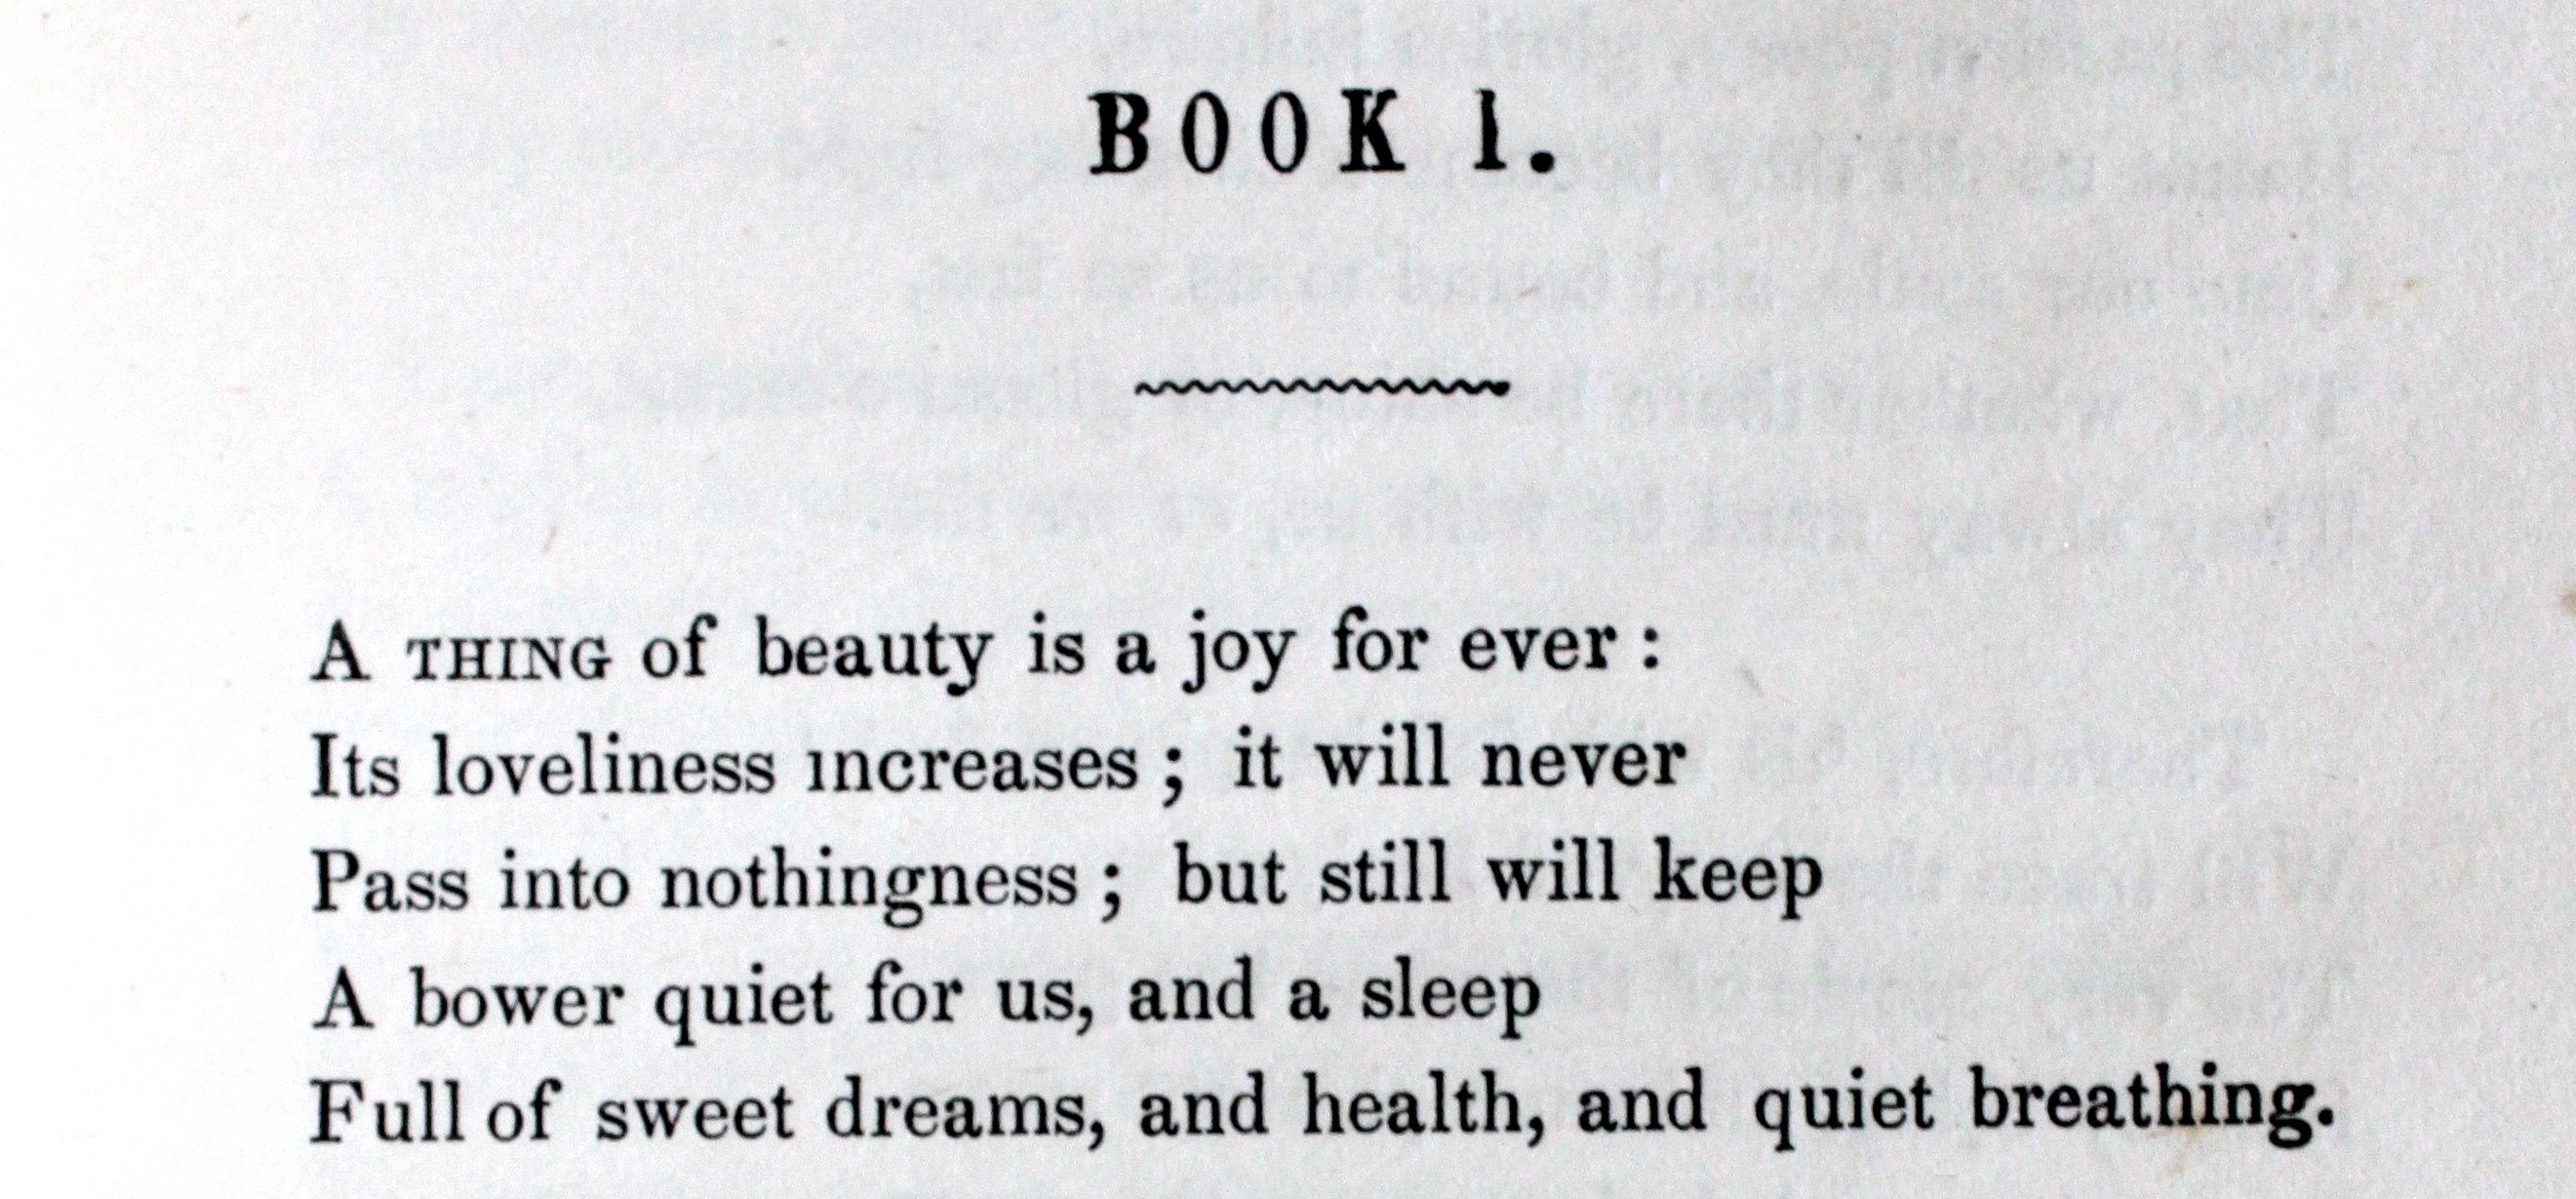 BOOK I.
A THING of beauty is a joy for ever :
Its loveliness increases ; it will never
Pass into nothingness ; but still will keep
A bower quiet for us, and a sleep
Full of sweet dreams, and health, and quiet breathing.